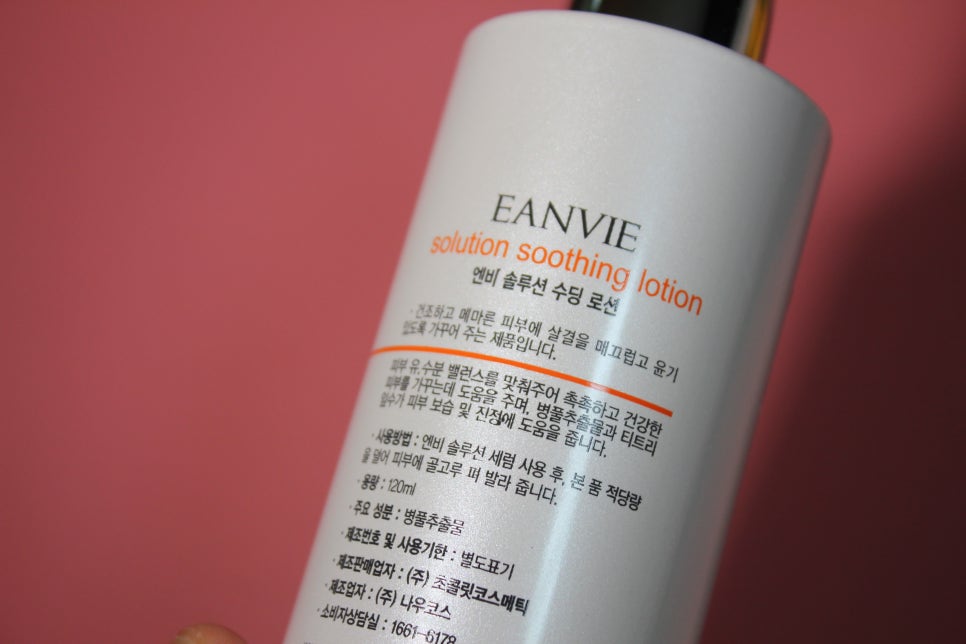 EANVIE
solution soothing lotion
엔비 솔루션 수딩 로션
· 건조하고 메마른 피부에 살결을 매끄럽고 윤기
있도록 가꾸어 주는 제품입니다.
피부 유,수분 밸런스를 맞춰주어 촉촉하고 건강한
피부를 가꾸는데 도움을 주며, 병풀추출물과 티트리
잎수가 피부 보습 및 진정에 도움을 줍니다.
· 사용방법 : 엔비 솔루션 세럼 사용 후, 본 품 적당량
을 덜어 피부에 골고루 펴 발라 줍니다.
· 용량 : 120ml
· 주요 성분 : 병풀추출물
· 제조번호 및 사용기한 : 별도표기
· 제조판매업자 : (주) 초콜릿코스메틱
· 제조업자 : (주) 나우코스
· 소비자상담실 : 1661-6178